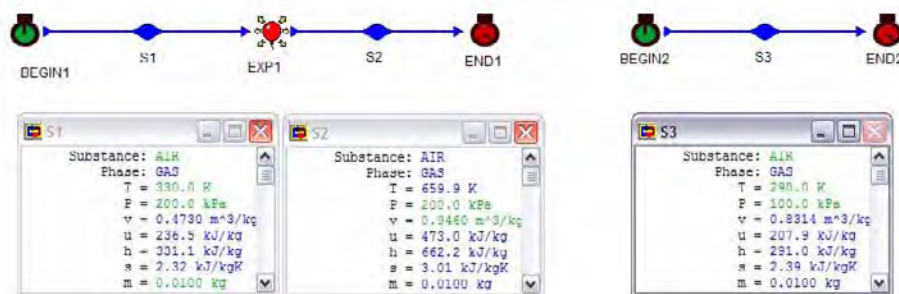 BEGIN1
S1
EXP1
S2
END1
BEGIN2
S3
END2
S1
Substance: AIR
Phase: GAS
T = 330.0 K
P = 200.0 kPa
v = 0.4730 m^3/kg
u = 236.5 kJ/kg
h = 331.1 kJ/kg
s = 2.32 kJ/kgK
m = 0.0100 kg
S2
Substance: AIR
Phase: GAS
T = 659.9 K
P = 200.0 kPa
v = 0.9460 m^3/kg
u = 473.0 kJ/kg
h = 662.2 kJ/kg
s = 3.01 kJ/kgK
m = 0.0100 kg
S3
Substance: AIR
Phase: GAS
T = 290.0 K
P = 100.0 kPa
v = 0.8314 m^3/kg
u = 207.9 kJ/kg
h = 291.0 kJ/kg
s = 2.39 kJ/kgK
m = 0.0100 kg